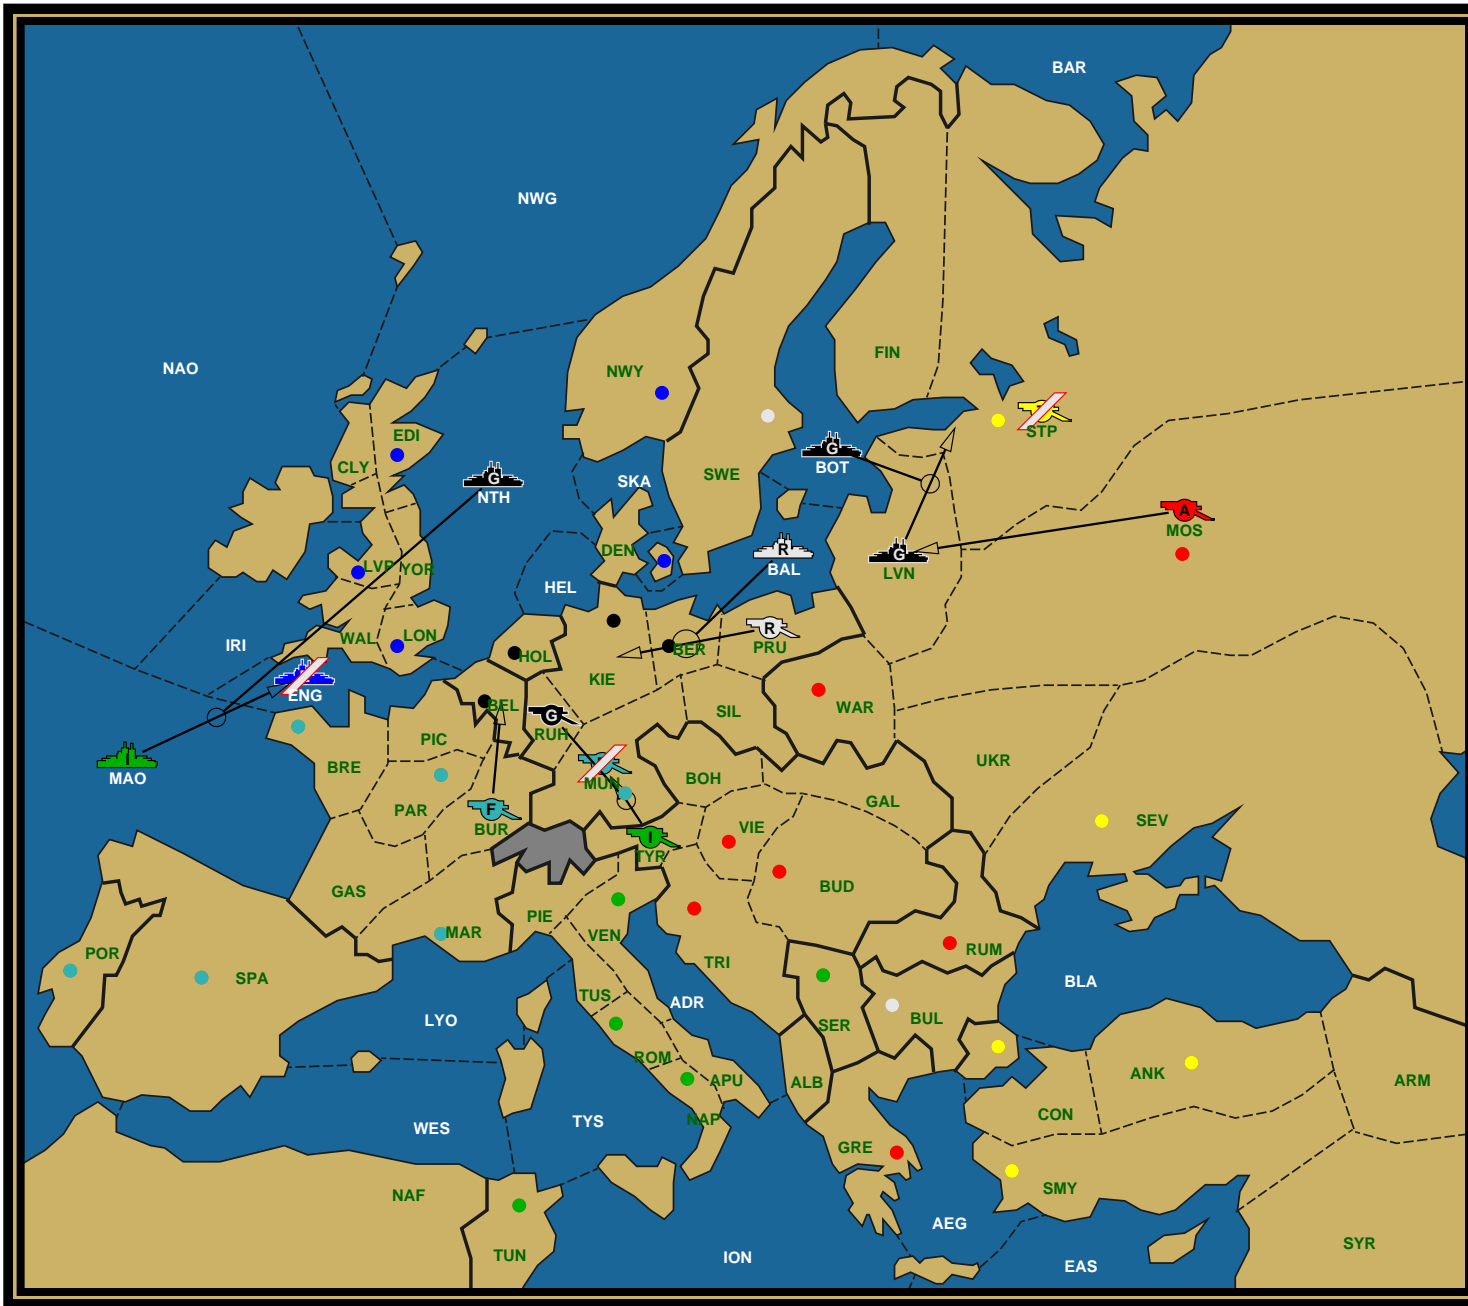 BAR
NWG
NAO
FIN
NWY
STP
EDI
G
BOT
CLY
SWE
SKA
G
NTH
A
MOS
R
BAL
DEN
G
LVN
LVP
YOR
HEL
IRI
WAL
LON
R
PRU
BER
HOL
KIE
ENG
BEL
WAR
SIL
G
RUH
PIC
I
MAO
BRE
MUN
BOH
UKR
GAL
PAR
F
BUR
VIE
SEV
I
TYR
GAS
BUD
PIE
VEN
MAR
POR
SPA
TRI
RUM
BLA
TUS
ADR
LYO
SER
BUL
ROM
APU
ALB
ANK
ARM
CON
NAP
TYS
WES
GRE
SMY
NAF
AEG
TUN
ION
EAS
SYR